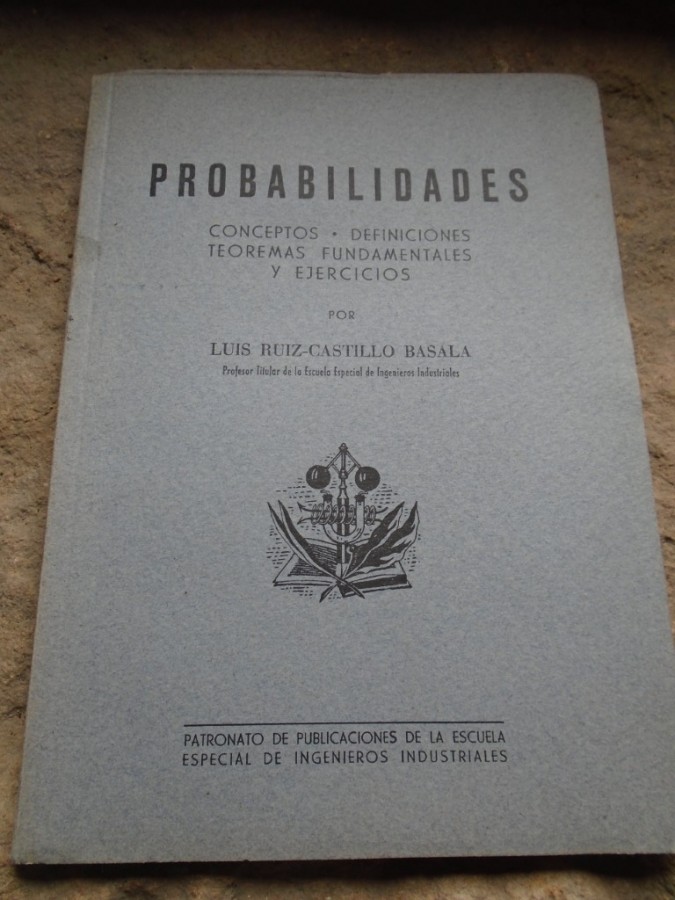 PROBABILIDADES
CONCEPTOS • DEFINICIONES
TEOREMAS FUNDAMENTALES
Y EJERCICIOS
POR
LUIS RUIZ-CASTILLO BASALA
Profesor Titular de la Escuela Especial de Ingenieros Industriales
PATRONATO DE PUBLICACIONES DE LA ESCUELA
ESPECIAL DE INGENIEROS INDUSTRIALES